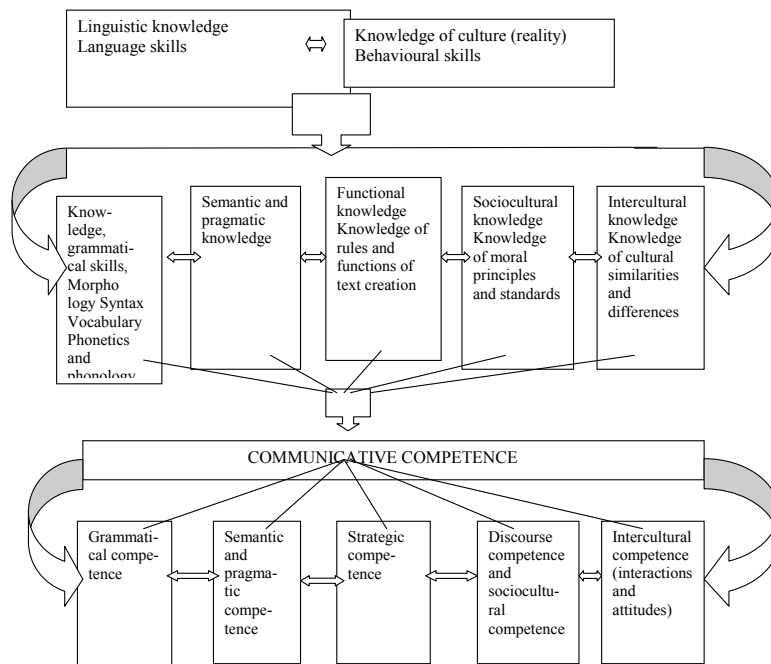 Linguistic knowledge
Language skills
Knowledge of culture (reality)
Behavioural skills
Know-
ledge,
grammati-
cal skills,
Morpho
logy Syntax
Vocabulary
Phonetics
and
phonology
Semantic and
pragmatic
knowledge
Functional
knowledge
Knowledge of
rules and
functions of
text creation
Sociocultural
knowledge
Knowledge
of moral
principles
and standards
Intercultural
knowledge
Knowledge
of cultural
similarities
and
differences
COMMUNICATIVE COMPETENCE
Grammati-
cal compe-
tence
Semantic
and
pragma-
tic
compe-
tence
Strategic
compe-
tence
Discourse
competence
and
sociocultu-
ral
competence
Intercultural
competence
(interactions
and
attitudes)